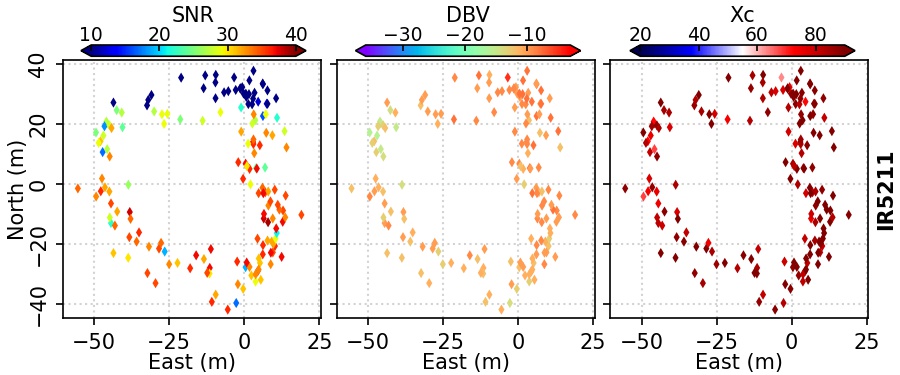 SNR DBV Xc
10 20 30 40 −30 −20 −10 20 40 60 80
40
20
0
−20
−40
North (m)
IR5211
−50 −25 0 25 −50 −25 0 25 −50 −25 0 25
East (m) East (m) East (m)